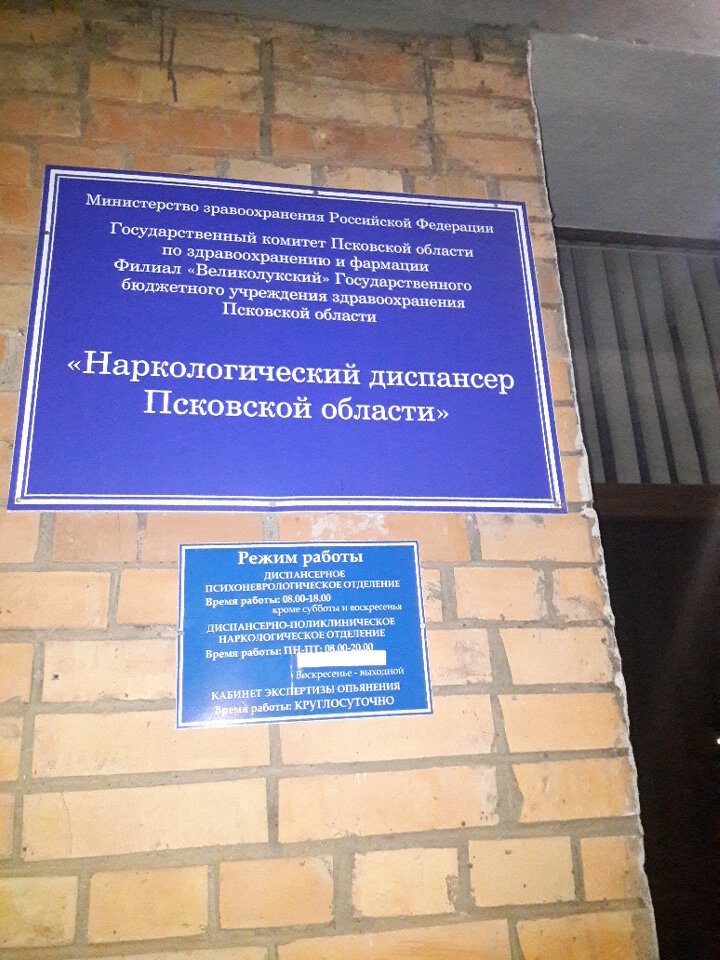 Министерство зравоохранения Российской Федерации
Государственный комитет Псковской области
по здравоохранению и фармации
Филиал «Великолукский» Государственного
бюджетного учреждения здравоохранения
Псковской области
«Наркологический диспансер
Псковской области»
Режим работы
ДИСПАНСЕРНОЕ
ПСИХОНЕВРОЛОГИЧЕСКОЕ ОТДЕЛЕНИЕ
Время работы: 08.00-18.00
кроме субботы и воскресенья
ДИСПАНСЕРНО-ПОЛИКЛИНИЧЕСКОЕ
НАРКОЛОГИЧЕСКОЕ ОТДЕЛЕНИЕ
Время работы: ПН-ПТ: 08.00-20.00
Воскресенье - выходной
КАБИНЕТ ЭКСПЕРТИЗЫ ОПЬЯНЕНИЯ
Время работы: КРУГЛОСУТОЧНО